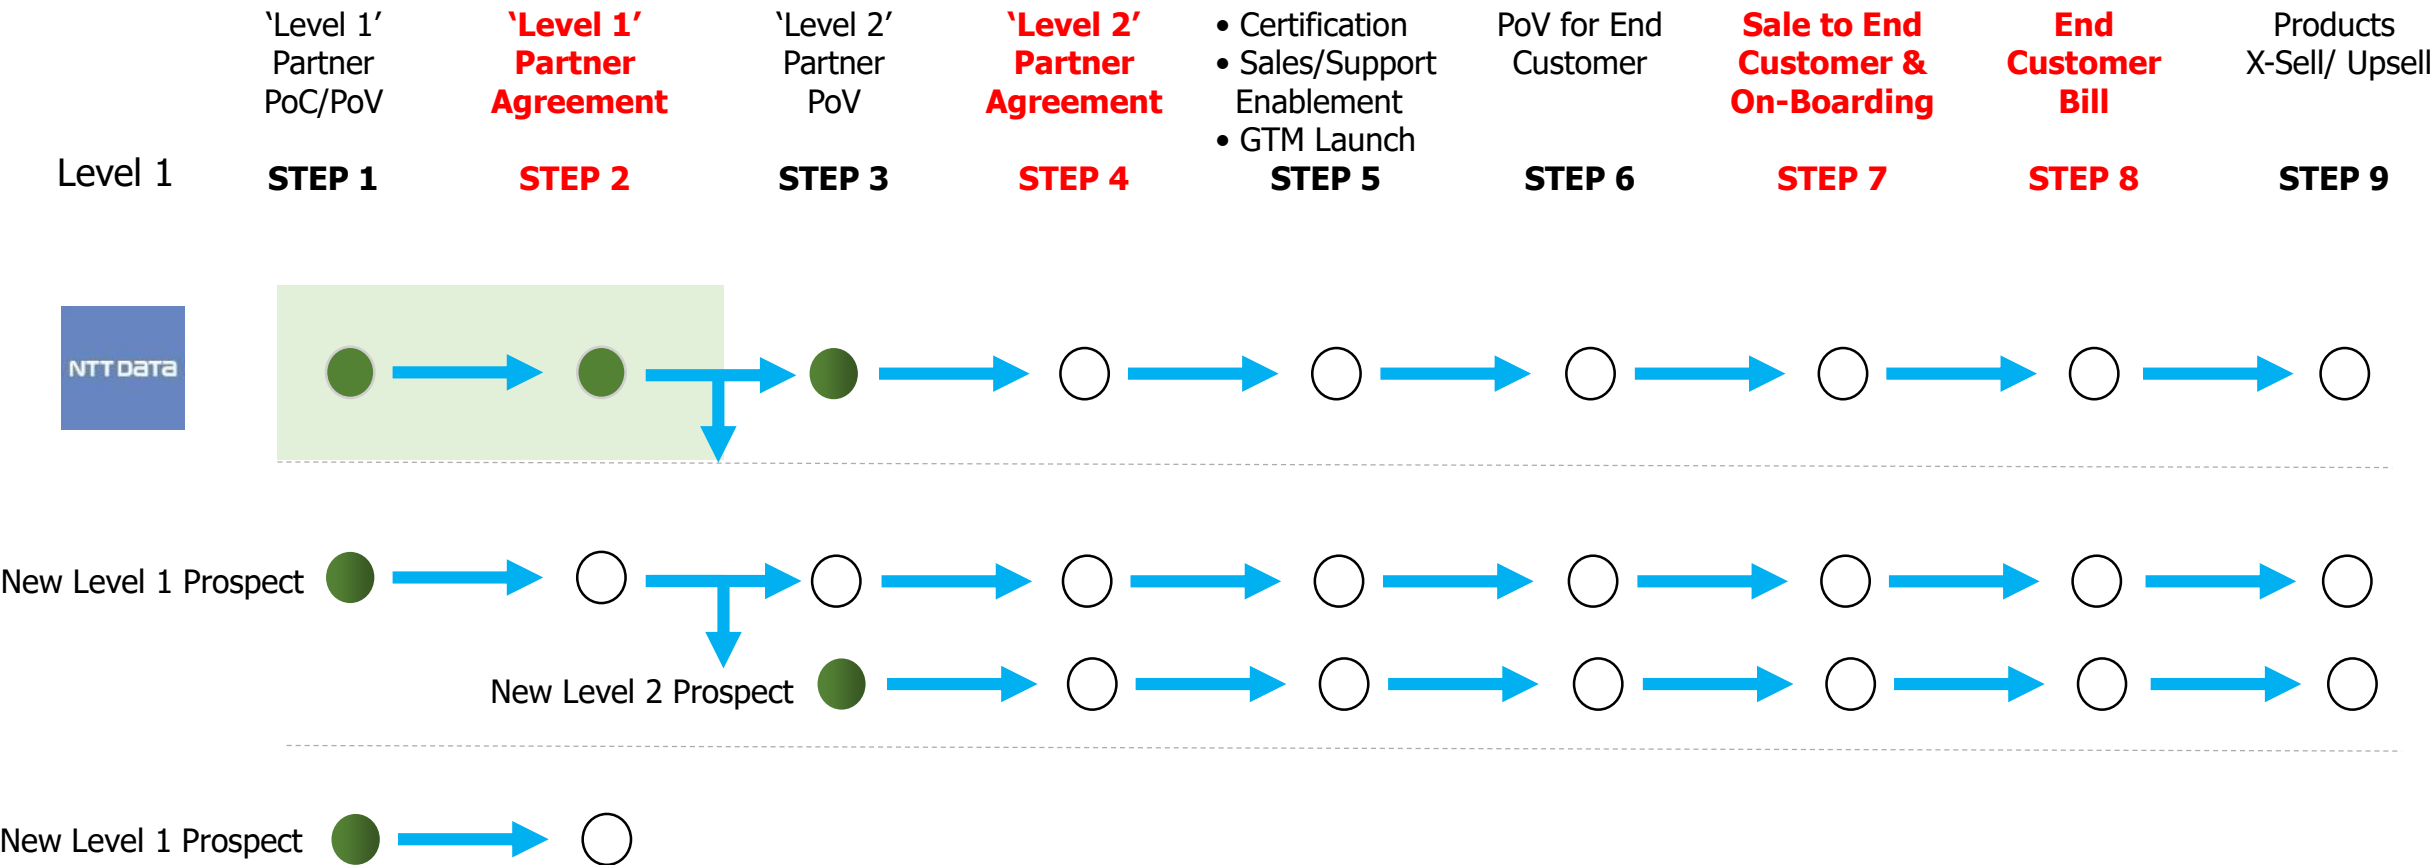 ‘Level 1’
Partner
PoC/PoV
‘Level 1’
Partner
Agreement
‘Level 2’
Partner
PoV
‘Level 2’
Partner
Agreement
• Certification
• Sales/Support
Enablement
• GTM Launch
PoV for End
Customer
Sale to End
Customer &
On-Boarding
End
Customer
Bill
Products
X-Sell/ Upsell
Level 1
STEP 1
STEP 2
STEP 3
STEP 4
STEP 5
STEP 6
STEP 7
STEP 8
STEP 9
NTT DATA
New Level 1 Prospect
New Level 2 Prospect
New Level 1 Prospect